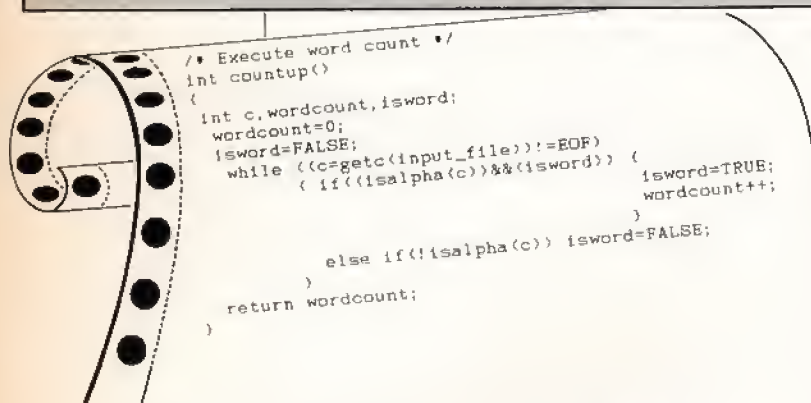 /* Execute word count */
int countup()
{
int c,wordcount,isword;
wordcount=0;
isword=FALSE;
while ((c=getc(input_file))!=EOF)
{ if((isalpha(c))&&(isword)) {
isword=TRUE;
wordcount++;
}
else if(!isalpha(c)) isword=FALSE;
}
return wordcount;
}